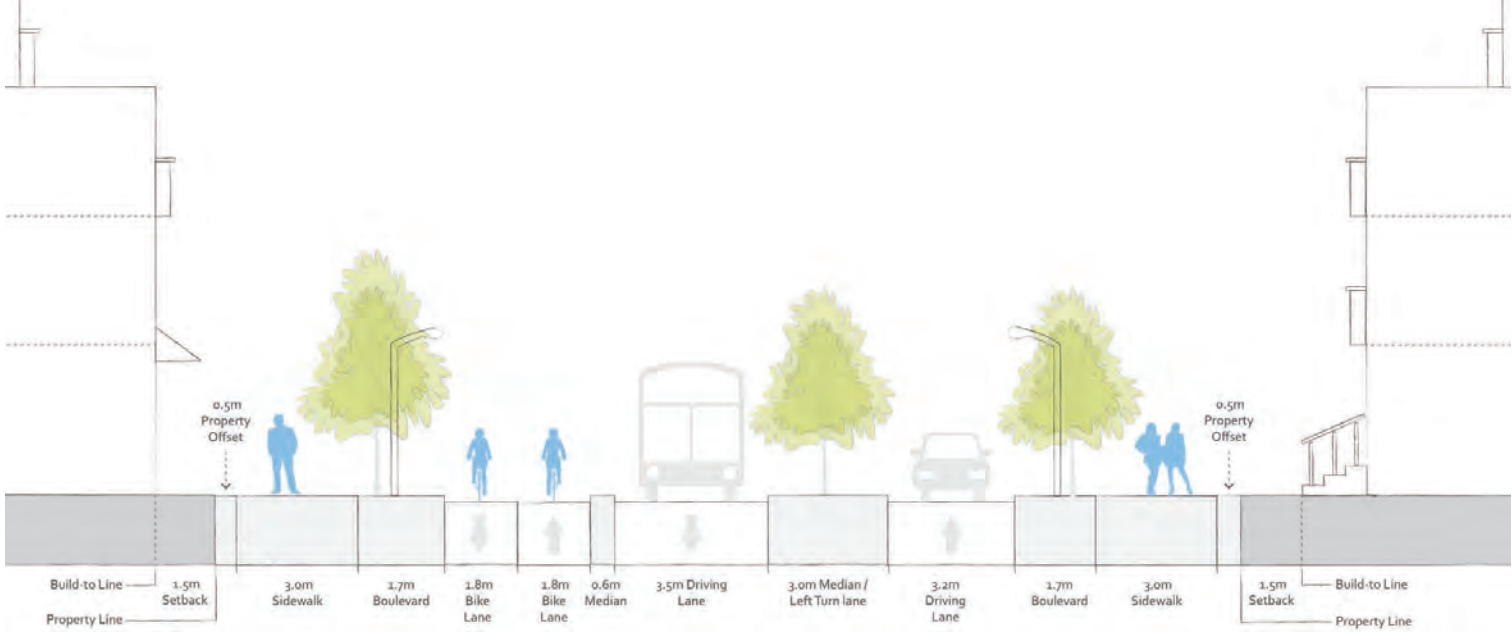 0.5m
Property
Offset
0.5m
Property
Offset
Build-to Line
1.5m
Setback
3.0m
Sidewalk
1.7m
Boulevard
1.8m
Bike
Lane
1.8m
Bike
Lane
0.6m
Median
3.5m Driving
Lane
3.0m Median /
Left Turn lane
3.2m
Driving
Lane
1.7m
Boulevard
3.0m
Sidewalk
1.5m
Setback
Build-to Line
Property Line
Property Line